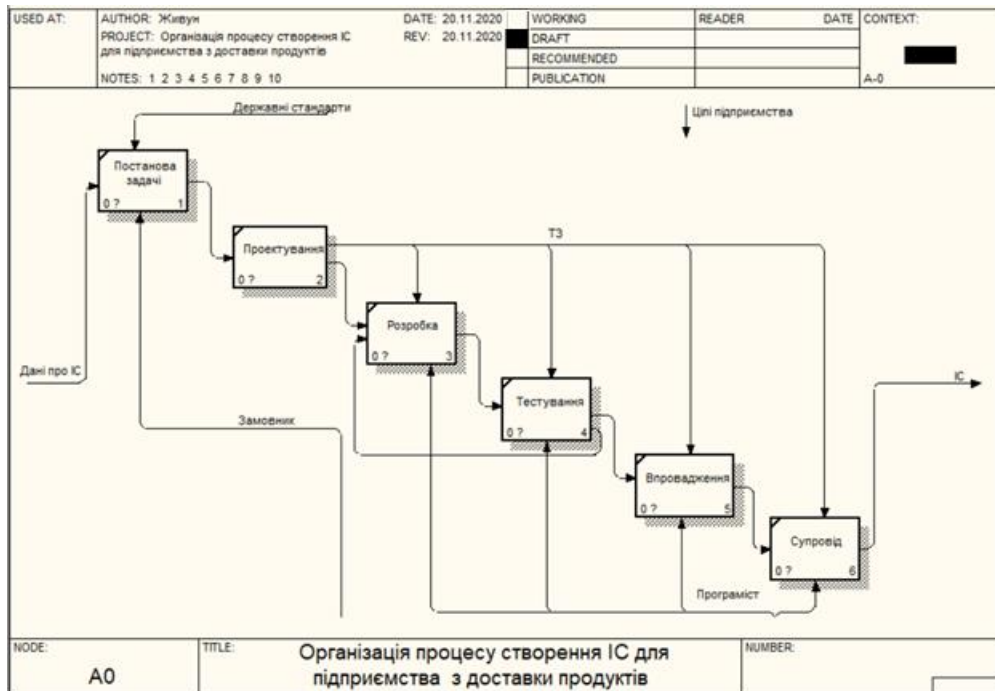 USED AT:
AUTHOR: Живун
DATE: 20.11.2020
PROJECT: Організація процесу створення ІС
для підприємства з доставки продуктів
REV: 20.11.2020
NOTES: 1 2 3 4 5 6 7 8 9 10
WORKING
DRAFT
RECOMMENDED
PUBLICATION
READER
DATE
CONTEXT:
A-0
Державні стандарти
Цілі підприємства
Постанова
задачі
0 ?
1
Проектування
0 ?
2
ТЗ
Розробка
0 ?
3
Дані про ІС
Тестування
0 ?
4
ІС
Замовник
Впровадження
0 ?
5
Супровід
0 ?
6
Програміст
NODE:
A0
TITLE:
Організація процесу створення ІС для
підприємства з доставки продуктів
NUMBER: